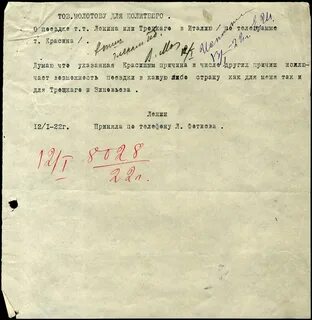 ТОВ.МОЛОТОВУ ДЛЯ ПОЛИТБЮРО.
О поездке т.т. Ленина или Троцкого в Италию / по телеграмме
т. Красина /.
Думаю что указанная Красиным причина в числе других причин исклю-
чает возможность поездки в какую либо страну как для меня так и
для Троцкаго и Зиновьева.
Ленин
12/I-22г. Приняла по телефону Л. Фотиева.
12/I 8028
22г.